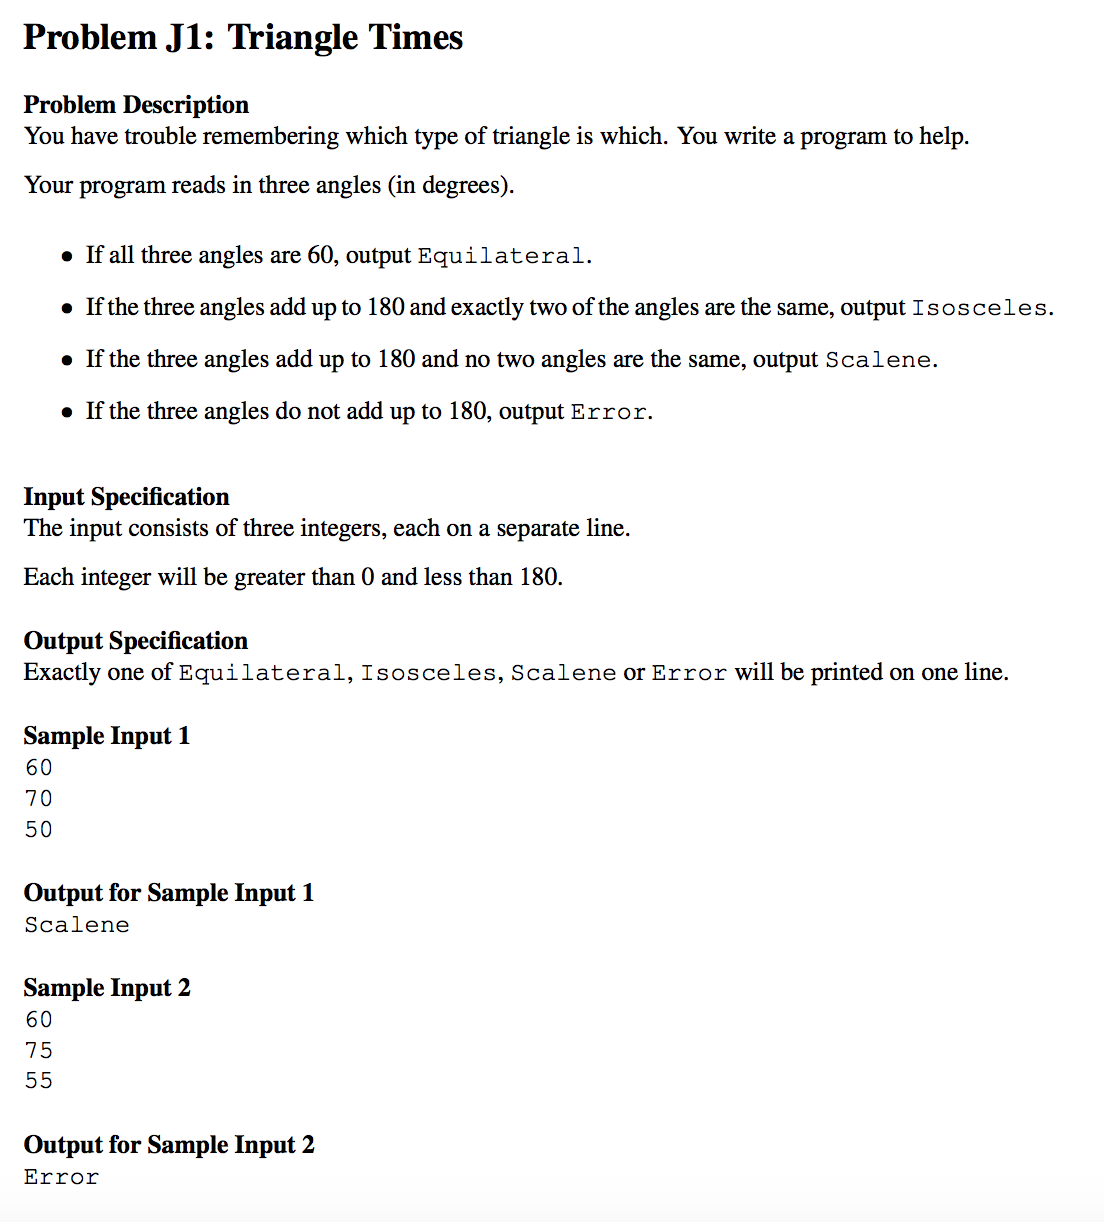 Problem J1: Triangle Times
Problem Description
You have trouble remembering which type of triangle is which. You write a program to help.
Your program reads in three angles (in degrees).
• If all three angles are 60, output Equilateral.
• If the three angles add up to 180 and exactly two of the angles are the same, output Isosceles.
• If the three angles add up to 180 and no two angles are the same, output Scalene.
• If the three angles do not add up to 180, output Error.
Input Specification
The input consists of three integers, each on a separate line.
Each integer will be greater than 0 and less than 180.
Output Specification
Exactly one of Equilateral, Isosceles, Scalene or Error will be printed on one line.
Sample Input 1
60
70
50
Output for Sample Input 1
Scalene
Sample Input 2
60
75
55
Output for Sample Input 2
Error